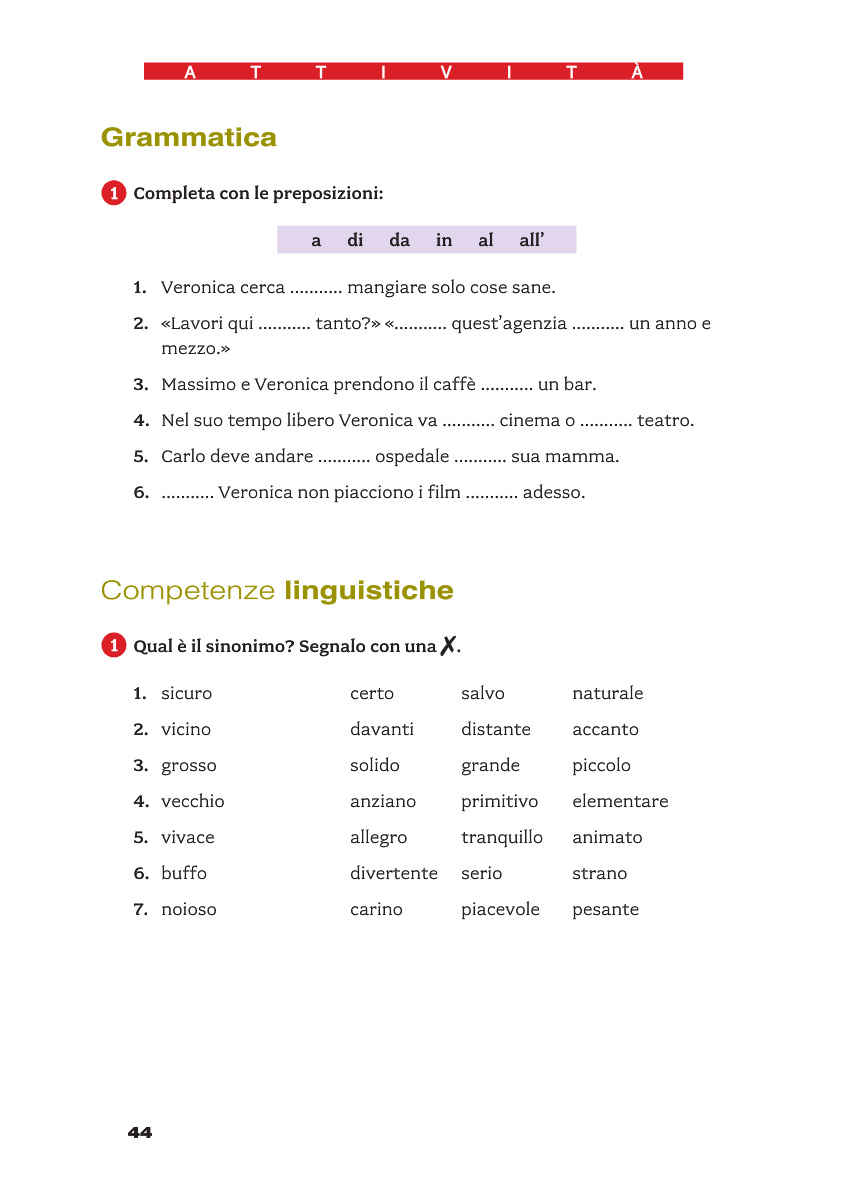 A T T I V I T À
Grammatica
1 Completa con le preposizioni:
a di da in al all’
1. Veronica cerca ........... mangiare solo cose sane.
2. «Lavori qui ........... tanto?» «........... quest’agenzia ........... un anno e
mezzo.»
3. Massimo e Veronica prendono il caffè ........... un bar.
4. Nel suo tempo libero Veronica va ........... cinema o ........... teatro.
5. Carlo deve andare ........... ospedale ........... sua mamma.
6. ........... Veronica non piacciono i film ........... adesso.
Competenze linguistiche
1 Qual è il sinonimo? Segnalo con una ✗.
1. sicuro certo salvo naturale
2. vicino davanti distante accanto
3. grosso solido grande piccolo
4. vecchio anziano primitivo elementare
5. vivace allegro tranquillo animato
6. buffo divertente serio strano
7. noioso carino piacevole pesante
44